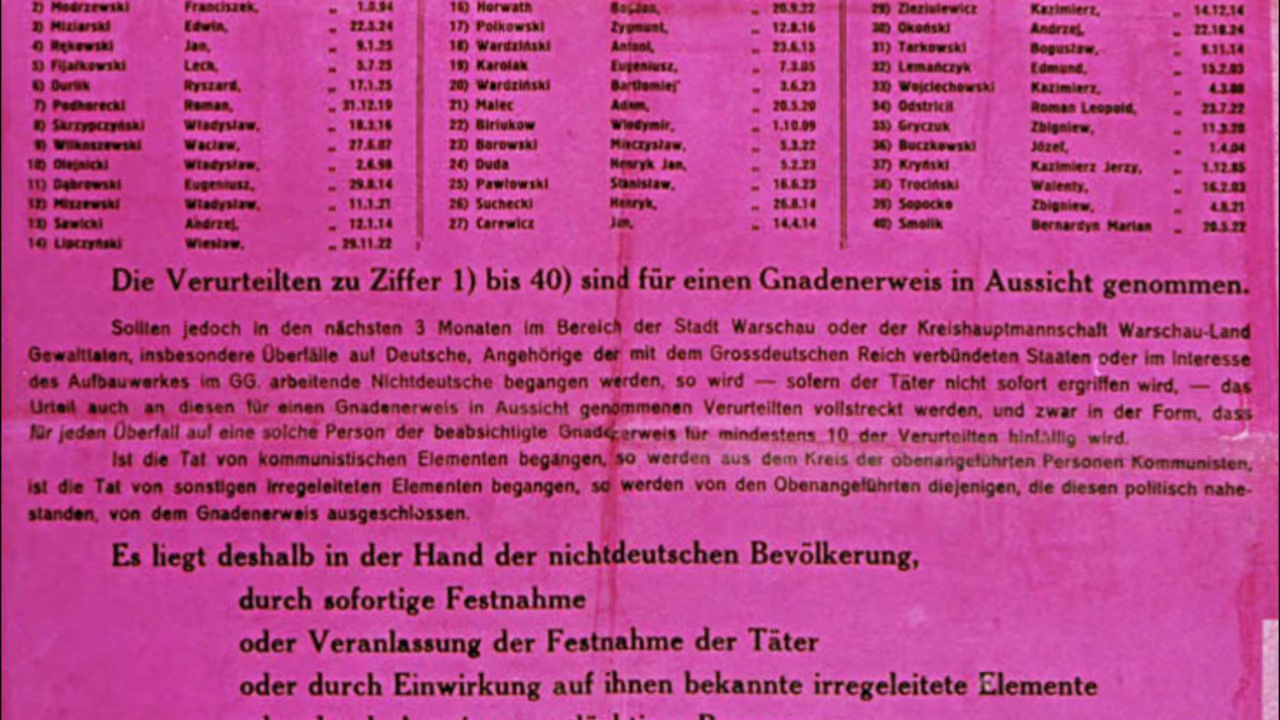 2) Modrzewski Franciszek, „ 1.9.94
3) Miziarski Edwin, „ 22.5.24
4) Rękowski Jan, „ 9.1.25
5) Fijałkowski Lech, „ 5.7.25
6) Durlik Ryszard, „ 17.1.25
7) Podhorecki Roman, „ 31.12.19
8) Skrzypczyński Władysław, „ 18.2.16
9) Wilkoszewski Wacław, „ 27.6.07
10) Olejnicki Władysław, „ 2.6.98
11) Dąbrowski Eugeniusz, „ 29.8.14
12) Miszewski Władysław, „ 11.1.21
13) Sawicki Andrzej, „ 12.1.14
14) Lipczyński Wiesław, „ 29.11.22
16) Horwath Bogdan, „ 20.9.22
17) Polkowski Zygmunt, „ 12.8.16
18) Wardziński Antoni, „ 23.6.15
19) Karolak Eugeniusz, „ 7.3.05
20) Wardziński Bartłomiej „ 3.6.23
21) Malec Adam, „ 20.5.20
22) Biriukow „ 1.10.09
23) Borowski Mieczysław, „ 5.3.22
24) Duda Henryk Jan, „ 5.2.23
25) Pawłowski Stanisław, „ 16.6.23
26) Suchecki Henryk, „ 26.8.14
27) Carewicz Jan, „ 14.4.14
29) Zieziulewicz Kazimierz, „ 14.12.14
30) Okoński Andrzej, „ 22.10.24
31) Tarkowski Bogusław, „ 9.11.14
32) Lemańczyk Edmund, „ 15.2.03
33) Wojciechowski Kazimierz, „ 4.3.08
34) Odstrcil Roman Leopold, „ 23.7.22
35) Gryczuk Zbigniew, „ 11.3.28
36) Buczkowski Józef, „ 1.4.04
37) Kryński Kazimierz Jerzy, „ 1.12.85
38) Trociński Walenty, „ 16.2.03
39) Sopocko Zbigniew, „ 4.8.21
40) Smolik Bernardyn Marian „ 20.5.22
Die Verurteilten zu Ziffer 1) bis 40) sind für einen Gnadenerweis in Aussicht genommen.
Sollten jedoch in den nächsten 3 Monaten im Bereich der Stadt Warschau oder der Kreishauptmannschaft Warschau-Land
Gewalttaten, insbesondere Überfälle auf Deutsche, Angehörige der mit dem Grossdeutschen Reich verbündeten Staaten oder im Interesse
des Aufbauwerkes im GG. arbeitende Nichtdeutsche begangen werden, so wird — sofern der Täter nicht sofort ergriffen wird, — das
Urteil auch an diesen für einen Gnadenerweis in Aussicht genommenen Verurteilten vollstreckt werden, und zwar in der Form, dass
für jeden Überfall auf eine solche Person der beabsichtigte Gnadenerweis für mindestens 10 der Verurteilten hinfällig wird.
Ist die Tat von kommunistischen Elementen begangen, so werden aus dem Kreis der obenangeführten Personen Kommunisten,
ist die Tat von sonstigen irregeleiteten Elementen begangen, so werden von den Obenangeführten diejenigen, die diesen politisch nahe-
standen, von dem Gnadenerweis ausgeschlossen.
Es liegt deshalb in der Hand der nichtdeutschen Bevölkerung,
durch sofortige Festnahme
oder Veranlassung der Festnahme der Täter
oder durch Einwirkung auf ihnen bekannte irregeleitete Elemente